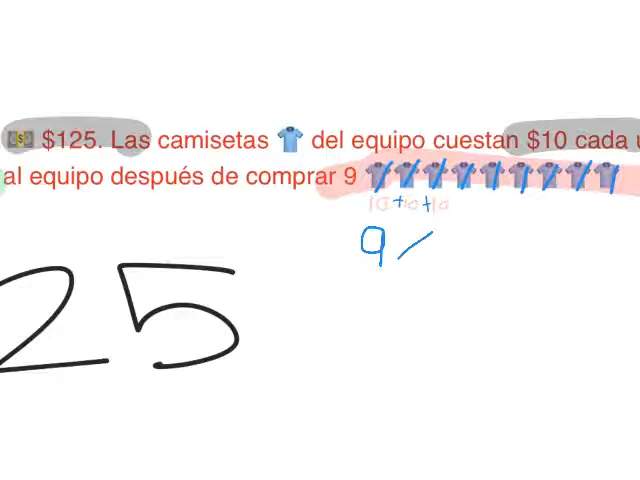 $125. Las camisetas 👕 del equipo cuestan $10 cada u
al equipo después de comprar 9 👕👕👕👕👕👕👕👕👕
10 + 10 + 10
9
25